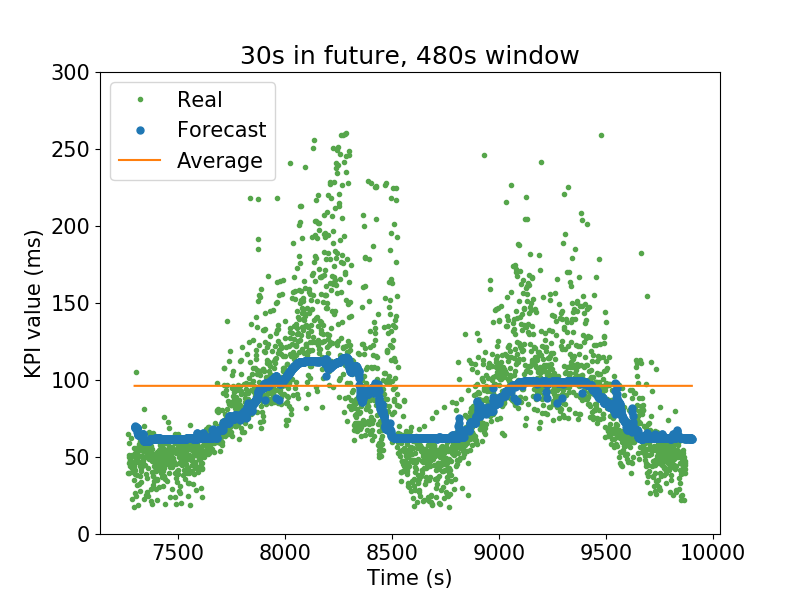 30s in future, 480s window
300
250
200
150
100
50
0
KPI value (ms)
Real
Forecast
Average
7500
8000
8500
9000
9500
10000
Time (s)